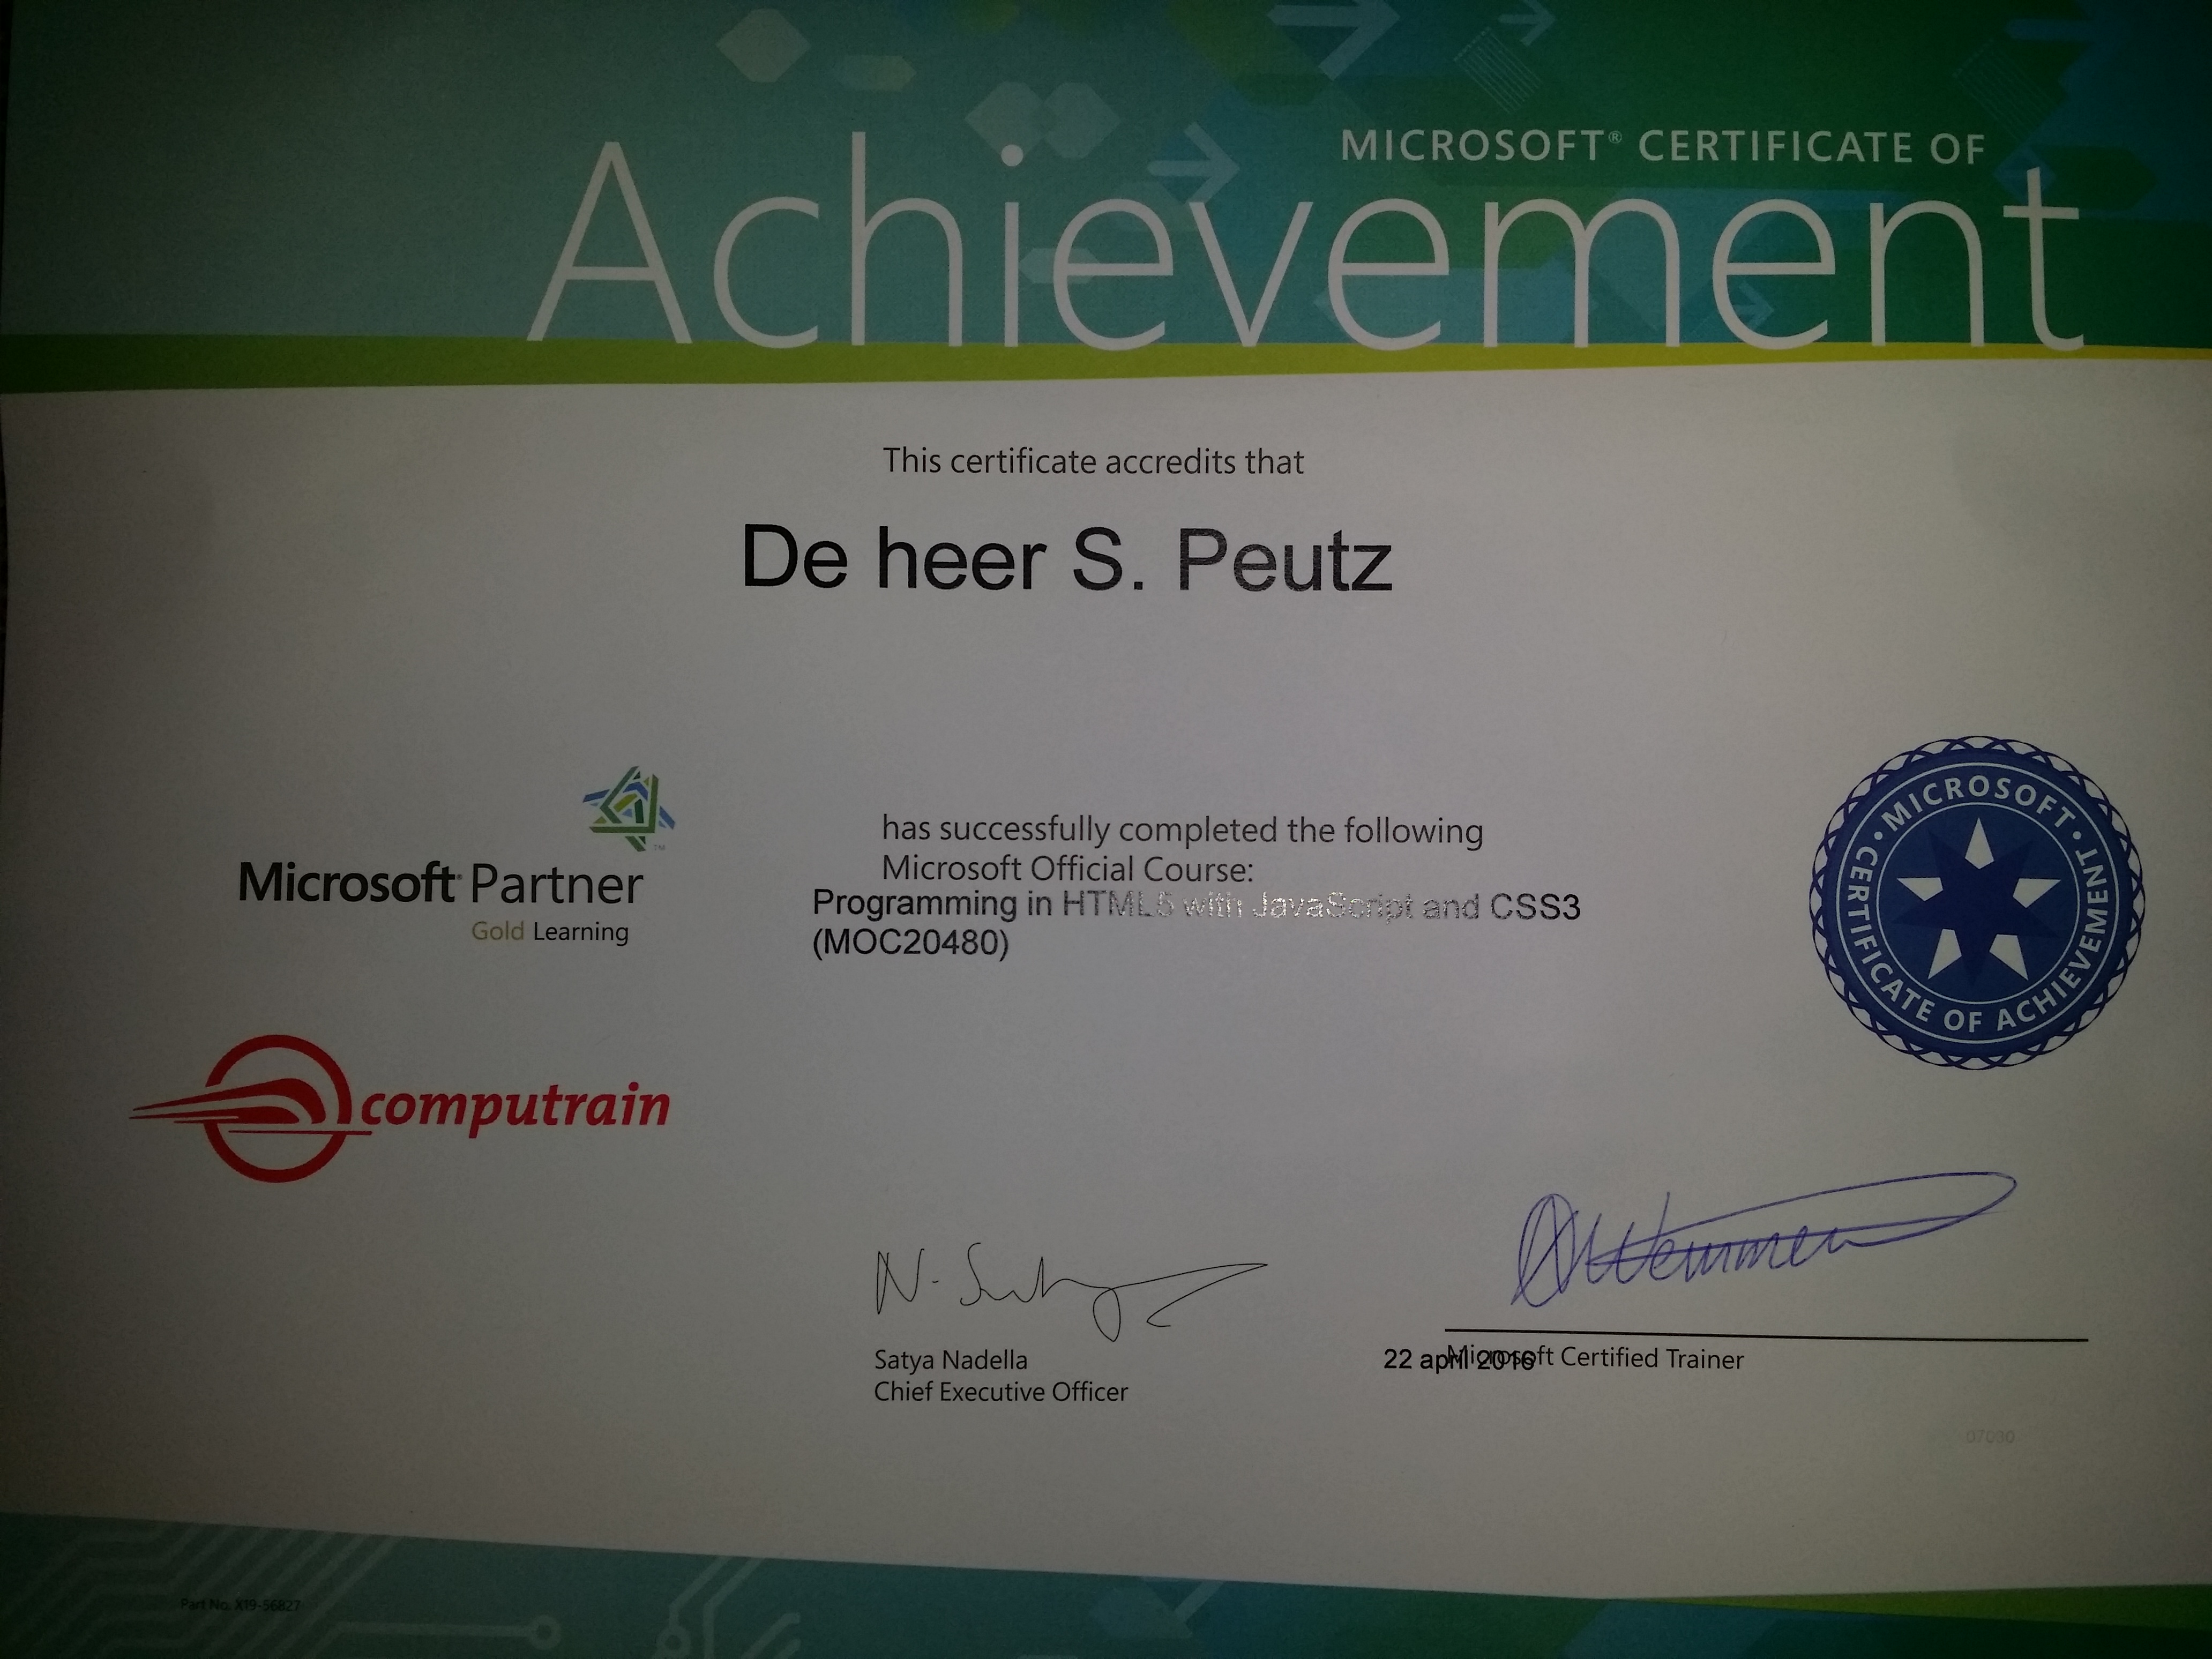 MICROSOFT® CERTIFICATE OF
Achievement
This certificate accredits that
De heer S. Peutz
has successfully completed the following
Microsoft Official Course:
Programming in HTML5 with JavaScript and CSS3
(MOC20480)
Microsoft Partner
Gold Learning
computrain
• MICROSOFT •
CERTIFICATE OF ACHIEVEMENT
Satya Nadella
Chief Executive Officer
22 april 2016
Microsoft Certified Trainer
07030
Part No. X19-56827